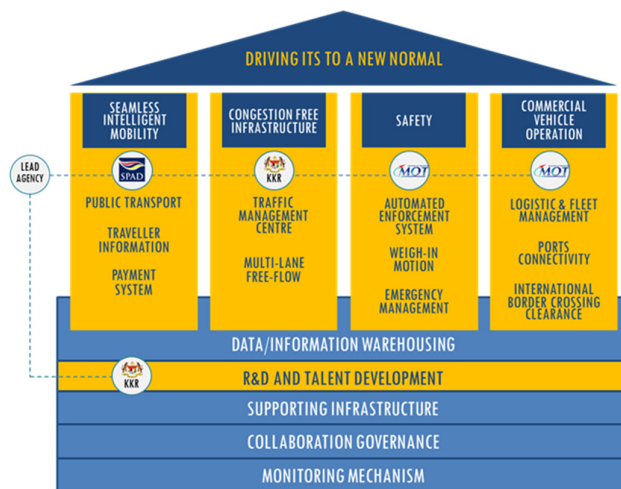 DRIVING ITS TO A NEW NORMAL
SEAMLESS
INTELLIGENT
MOBILITY
CONGESTION FREE
INFRASTRUCTURE
SAFETY
COMMERCIAL
VEHICLE
OPERATION
LEAD
AGENCY
SPAD
KKR
MOT
MOT
PUBLIC TRANSPORT
TRAVELLER
INFORMATION
PAYMENT
SYSTEM
TRAFFIC
MANAGEMENT
CENTRE
MULTI-LANE
FREE-FLOW
AUTOMATED
ENFORCEMENT
SYSTEM
WEIGH-IN
MOTION
EMERGENCY
MANAGEMENT
LOGISTIC & FLEET
MANAGEMENT
PORTS
CONNECTIVITY
INTERNATIONAL
BORDER CROSSING
CLEARANCE
DATA/INFORMATION WAREHOUSING
KKR
R&D AND TALENT DEVELOPMENT
SUPPORTING INFRASTRUCTURE
COLLABORATION GOVERNANCE
MONITORING MECHANISM